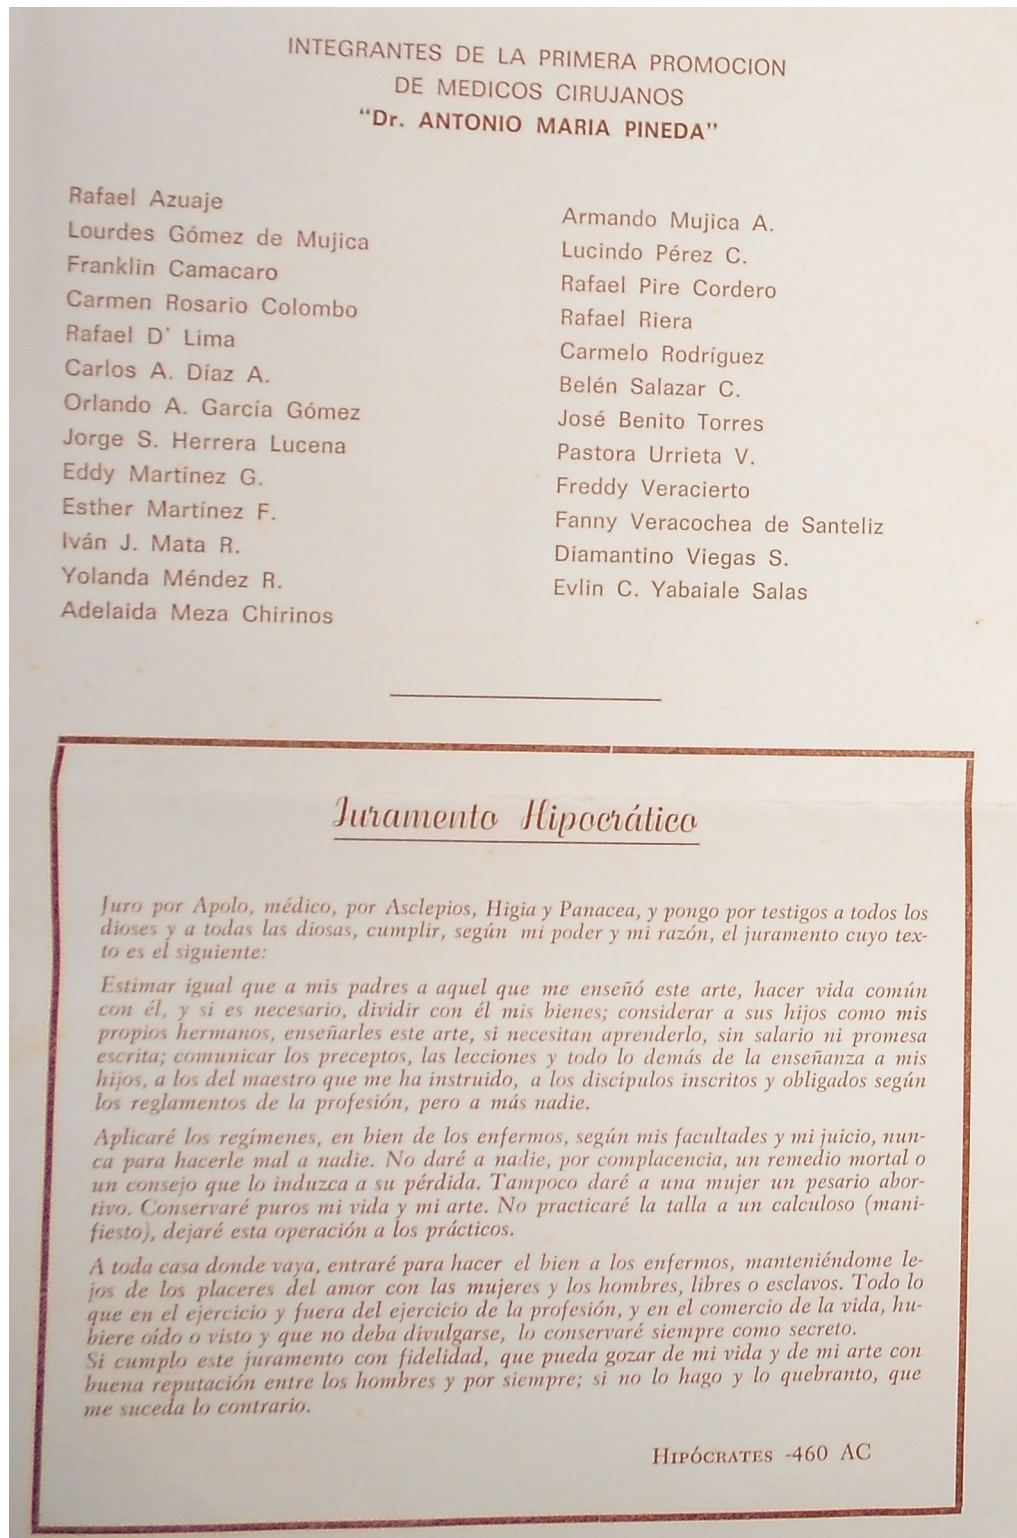 INTEGRANTES DE LA PRIMERA PROMOCION
DE MEDICOS CIRUJANOS
"Dr. ANTONIO MARIA PINEDA"
Rafael Azuaje
Lourdes Gómez de Mujica
Franklin Camacaro
Carmen Rosario Colombo
Rafael D' Lima
Carlos A. Díaz A.
Orlando A. García Gómez
Jorge S. Herrera Lucena
Eddy Martínez G.
Esther Martínez F.
Iván J. Mata R.
Yolanda Méndez R.
Adelaida Meza Chirinos
Armando Mujica A.
Lucindo Pérez C.
Rafael Pire Cordero
Rafael Riera
Carmelo Rodríguez
Belén Salazar C.
José Benito Torres
Pastora Urrieta V.
Freddy Veracierto
Fanny Veracochea de Santeliz
Diamantino Viegas S.
Evlin C. Yabaiale Salas
Juramento Hipocrático
Juro por Apolo, médico, por Asclepios, Higia y Panacea, y pongo por testigos a todos los
dioses y a todas las diosas, cumplir, según mi poder y mi razón, el juramento cuyo tex-
to es el siguiente:
Estimar igual que a mis padres a aquel que me enseñó este arte, hacer vida común
con él, y si es necesario, dividir con él mis bienes; considerar a sus hijos como mis
propios hermanos, enseñarles este arte, si necesitan aprenderlo, sin salario ni promesa
escrita; comunicar los preceptos, las lecciones y todo lo demás de la enseñanza a mis
hijos, a los del maestro que me ha instruido, a los discípulos inscritos y obligados según
los reglamentos de la profesión, pero a más nadie.
Aplicaré los regímenes, en bien de los enfermos, según mis facultades y mi juicio, nun-
ca para hacerle mal a nadie. No daré a nadie, por complacencia, un remedio mortal o
un consejo que lo induzca a su pérdida. Tampoco daré a una mujer un pesario abor-
tivo. Conservaré puros mi vida y mi arte. No practicaré la talla a un calculoso (mani-
fiesto), dejaré esta operación a los prácticos.
A toda casa donde vaya, entraré para hacer el bien a los enfermos, manteniéndome le-
jos de los placeres del amor con las mujeres y los hombres, libres o esclavos. Todo lo
que en el ejercicio y fuera del ejercicio de la profesión, y en el comercio de la vida, hu-
biere oído o visto y que no deba divulgarse, lo conservaré siempre como secreto.
Si cumplo este juramento con fidelidad, que pueda gozar de mi vida y de mi arte con
buena reputación entre los hombres y por siempre; si no lo hago y lo quebranto, que
me suceda lo contrario.
HIPÓCRATES -460 AC